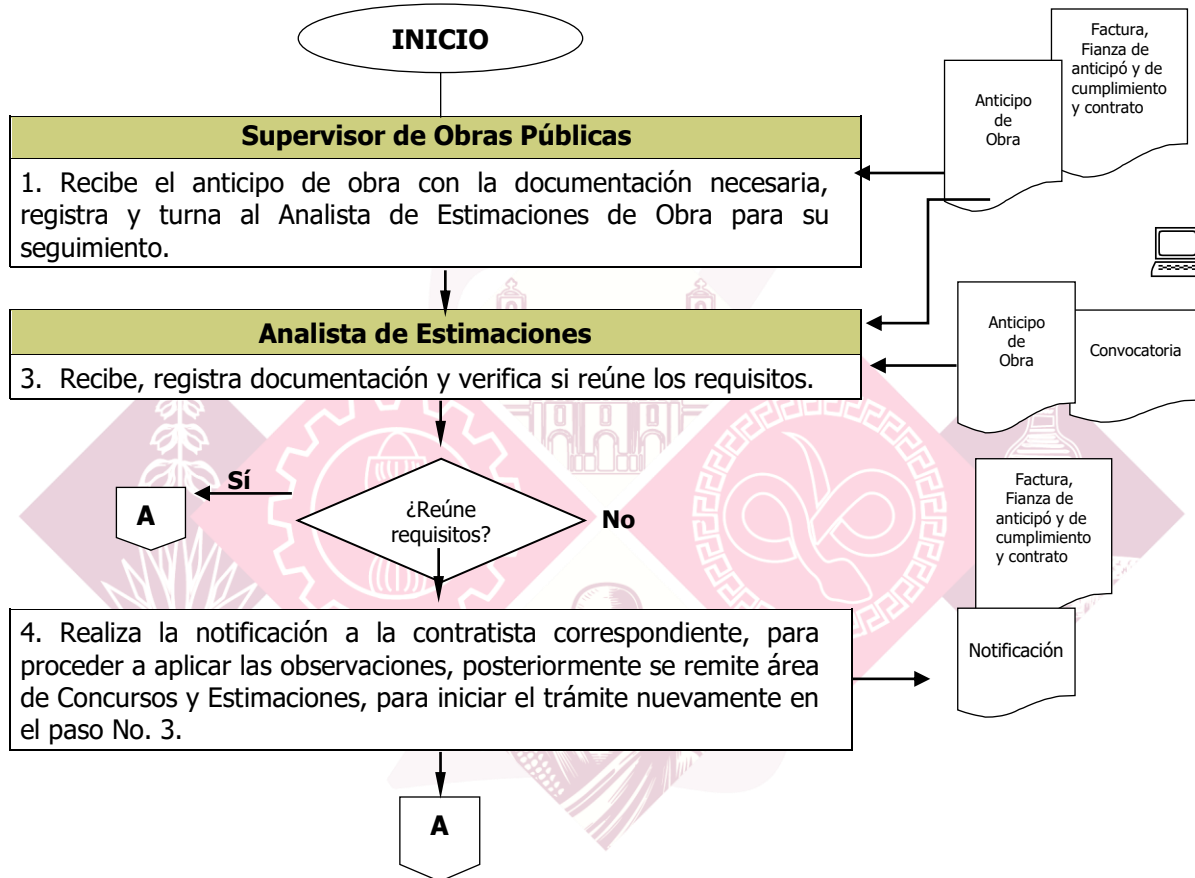 INICIO
Factura,
Fianza de
anticipó y de
cumplimiento
y contrato
Anticipo
de
Obra
Supervisor de Obras Públicas
1. Recibe el anticipo de obra con la documentación necesaria,
registra y turna al Analista de Estimaciones de Obra para su
seguimiento.
Analista de Estimaciones
3. Recibe, registra documentación y verifica si reúne los requisitos.
Anticipo
de
Obra
Convocatoria
Sí
A
¿Reúne
requisitos?
No
Factura,
Fianza de
anticipó y de
cumplimiento
y contrato
4. Realiza la notificación a la contratista correspondiente, para
proceder a aplicar las observaciones, posteriormente se remite área
de Concursos y Estimaciones, para iniciar el trámite nuevamente en
el paso No. 3.
Notificación
A